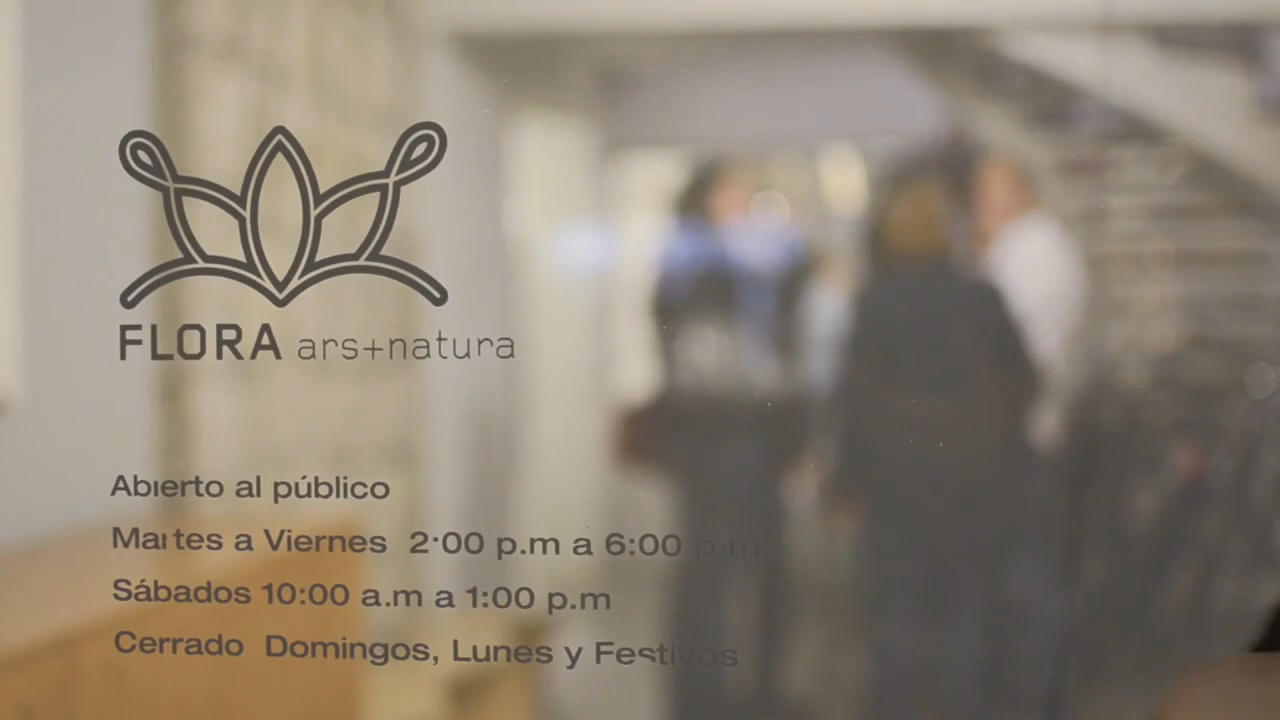 FLORA ars+natura
Abierto al público
Martes a Viernes 2:00 p.m a 6:00 p.m
Sábados 10:00 a.m a 1:00 p.m
Cerrado Domingos, Lunes y Festivos